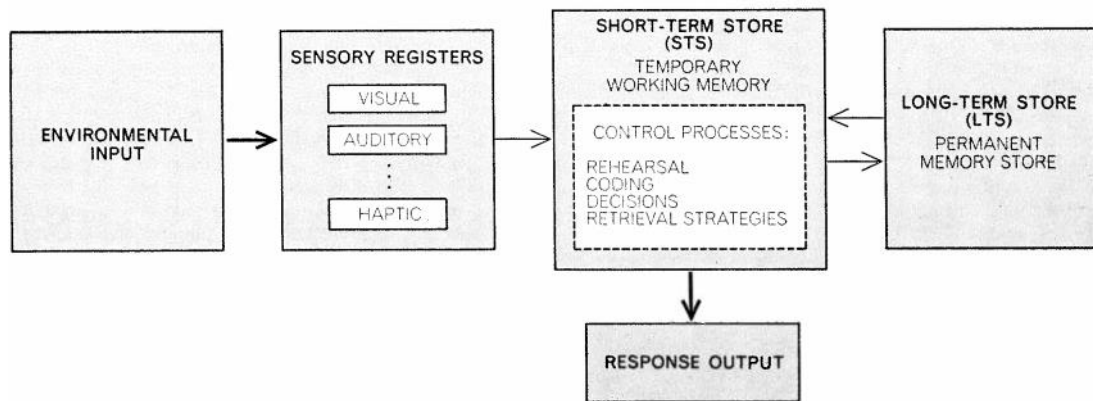 ENVIRONMENTAL
INPUT
SENSORY REGISTERS
VISUAL
AUDITORY
HAPTIC
SHORT-TERM STORE
(STS)
TEMPORARY
WORKING MEMORY
CONTROL PROCESSES:
REHEARSAL
CODING
DECISIONS
RETRIEVAL STRATEGIES
LONG-TERM STORE
(LTS)
PERMANENT
MEMORY STORE
RESPONSE OUTPUT